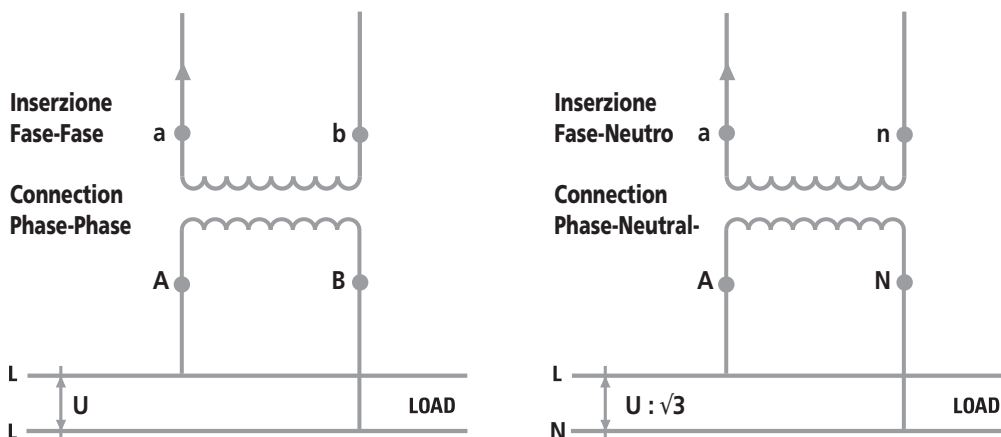 Inserzione
Fase-Fase
a
b
Connection
Phase-Phase
A
B
L
U
LOAD
L
Inserzione
Fase-Neutro
a
n
Connection
Phase-Neutral-
A
N
L
U : √3
LOAD
N